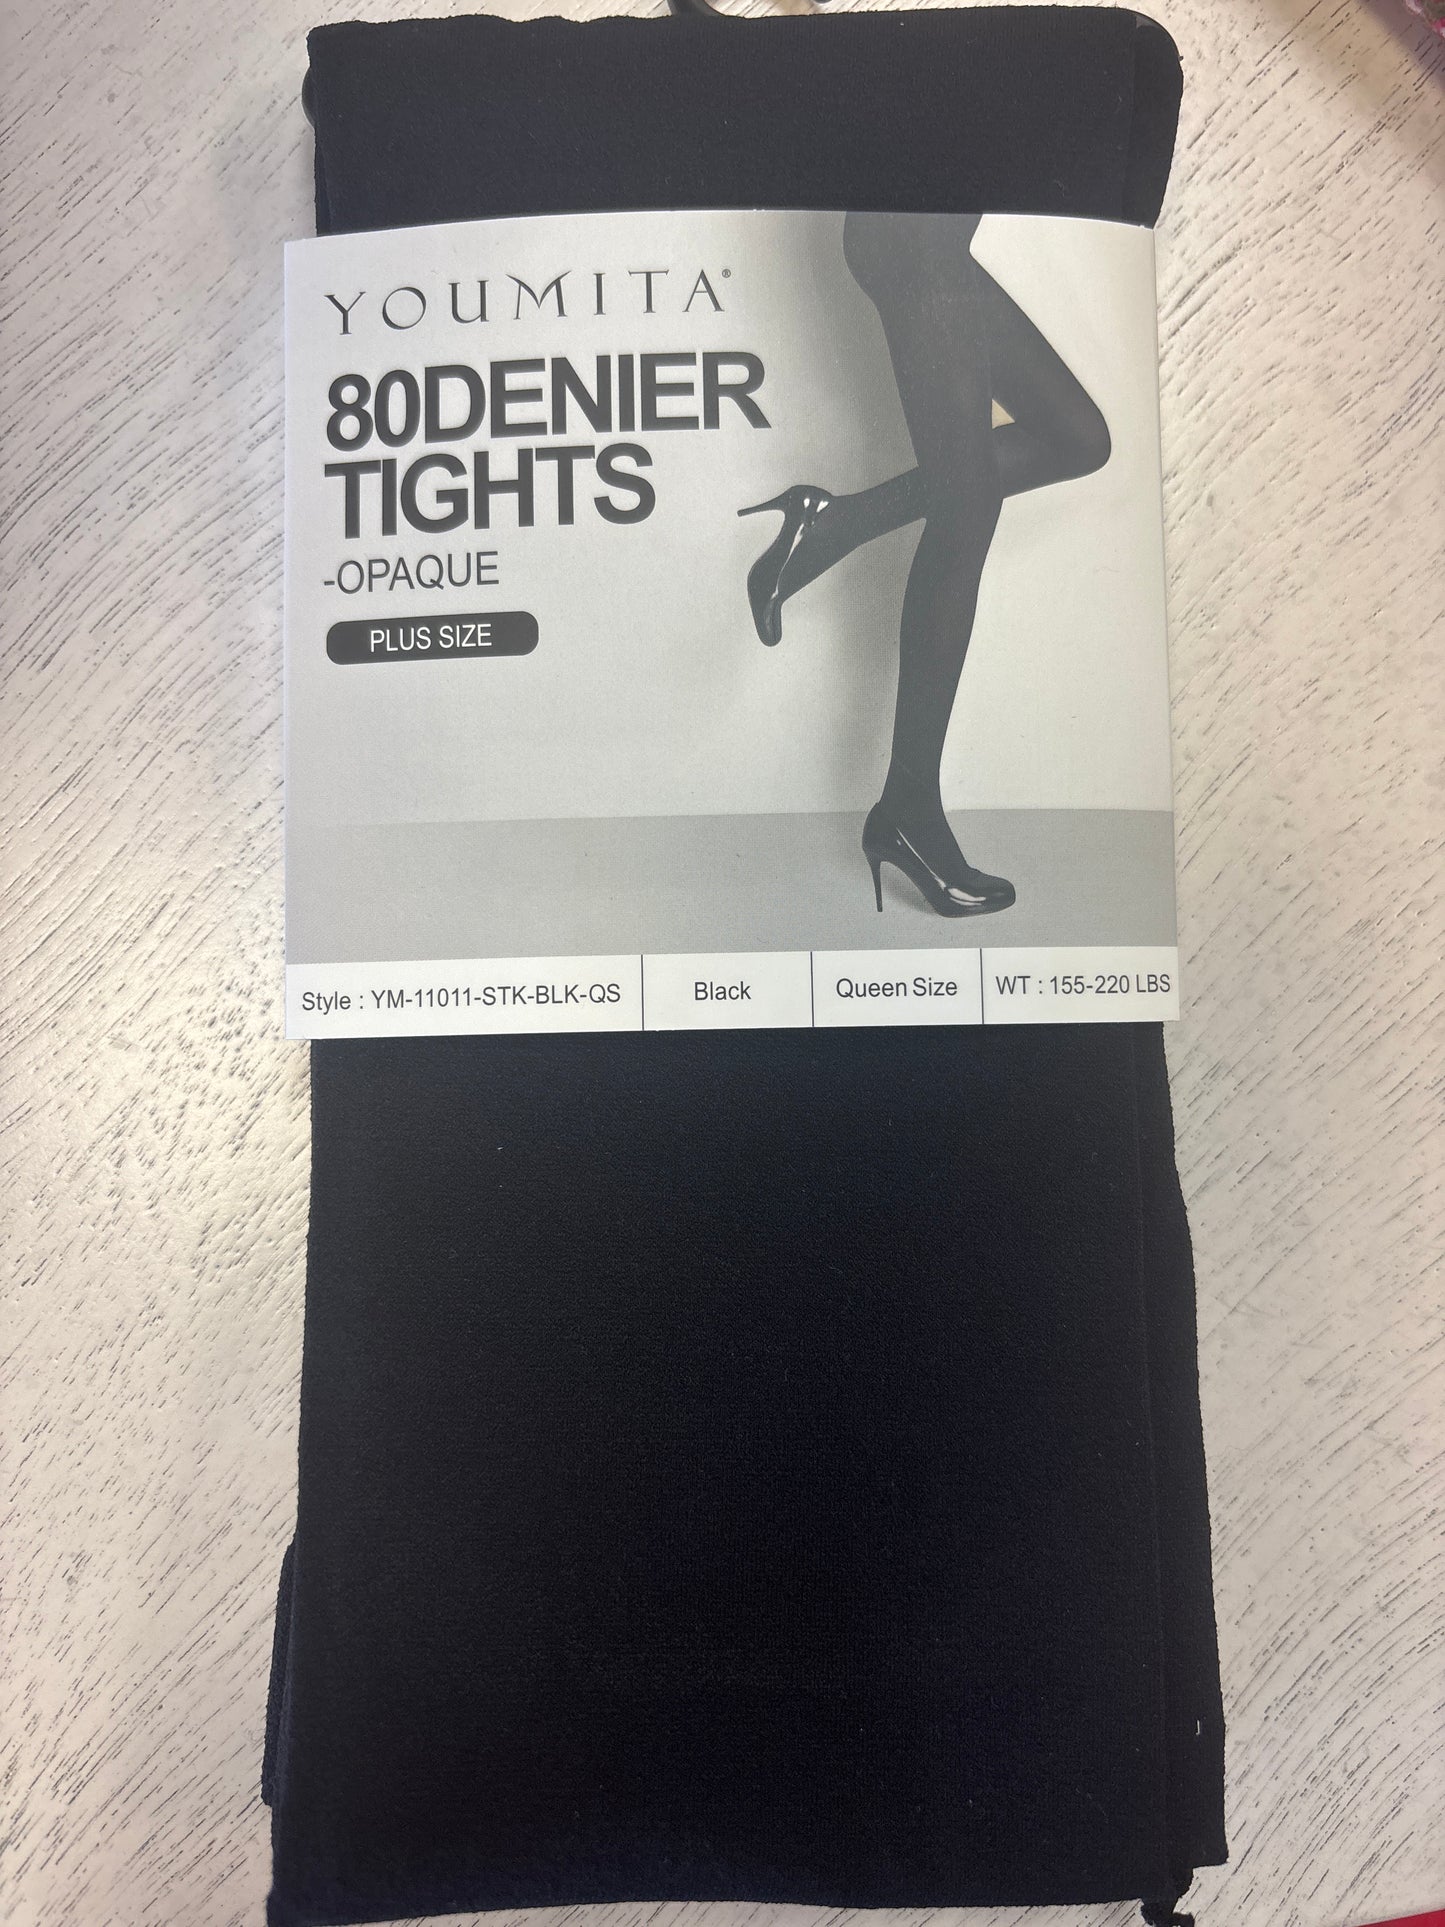 YOUMITA®
80DENIER
TIGHTS
-OPAQUE
PLUS SIZE
Style : YM-11011-STK-BLK-QS Black Queen Size WT : 155-220 LBS